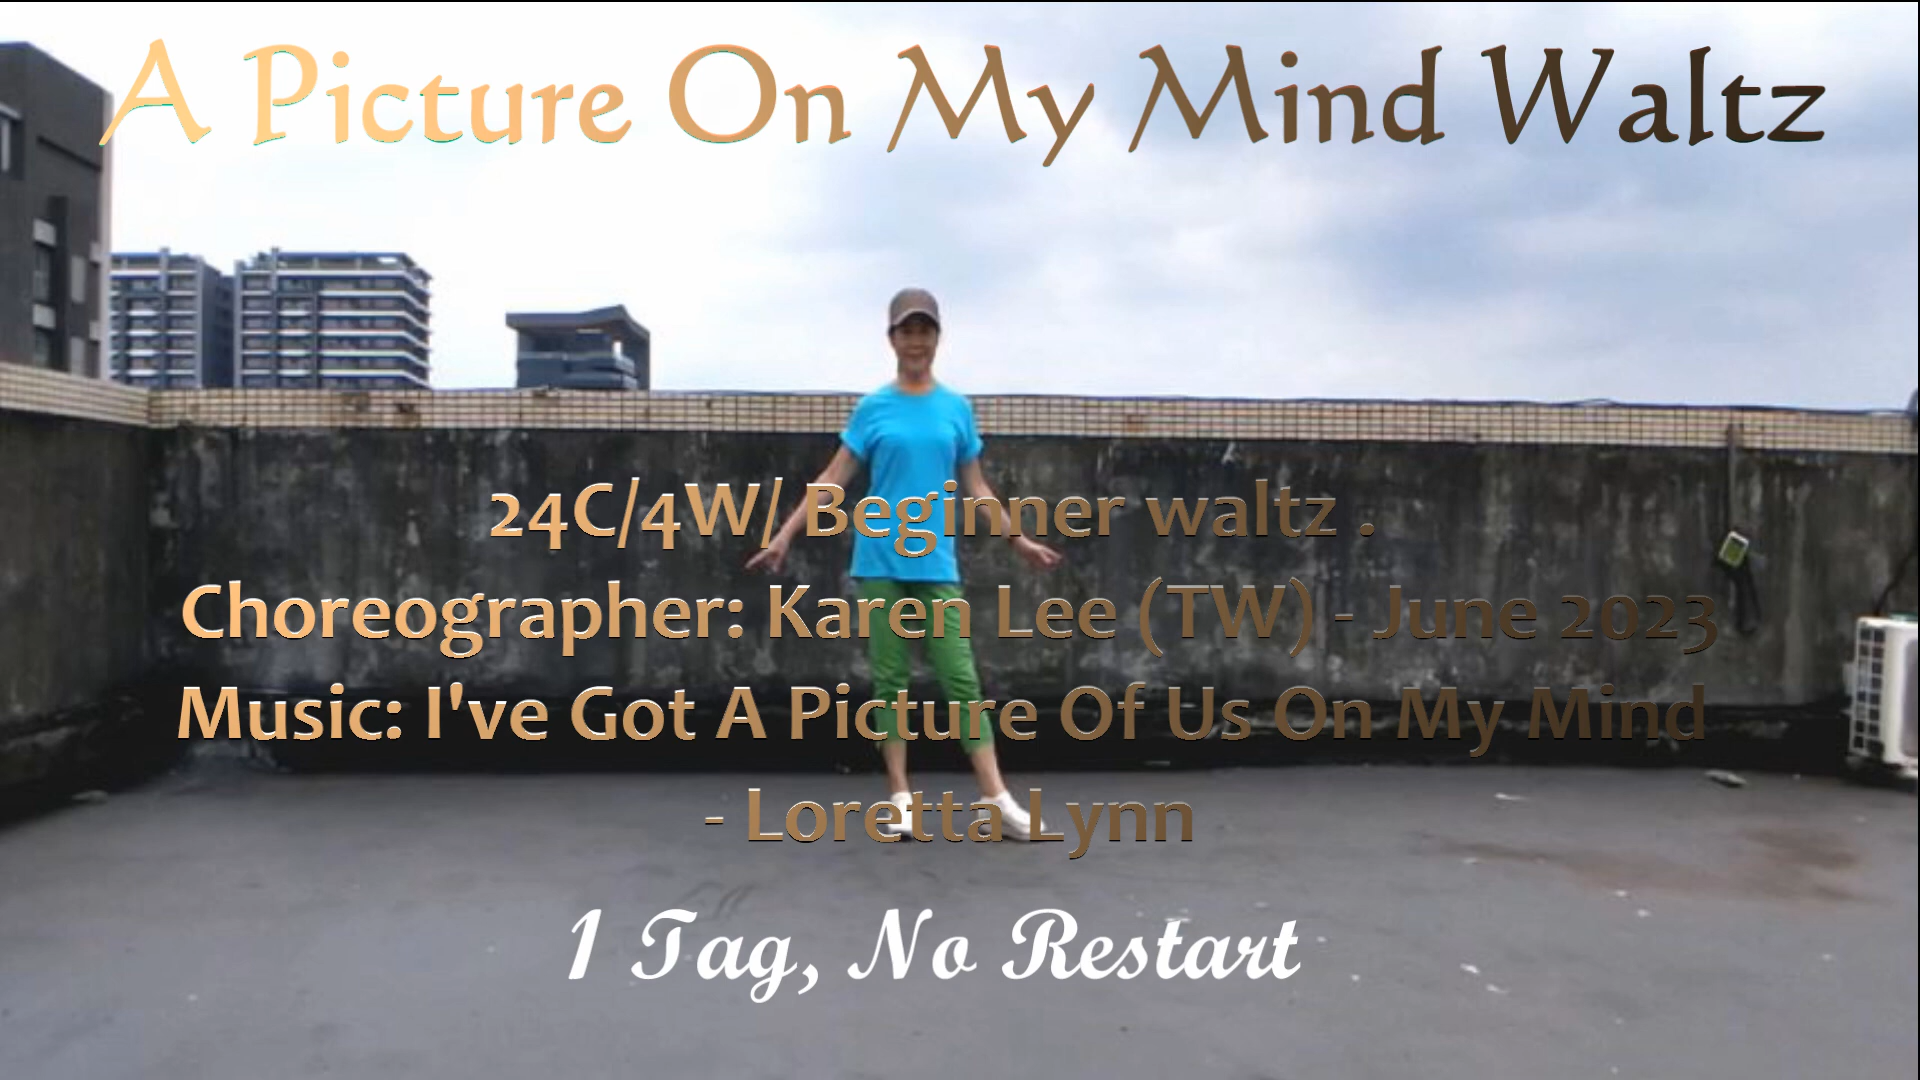 A Picture On My Mind Waltz
24C/4W/ Beginner waltz .
Choreographer: Karen Lee (TW) - June 2023
Music: I've Got A Picture Of Us On My Mind
- Loretta Lynn
1 Tag, No Restart